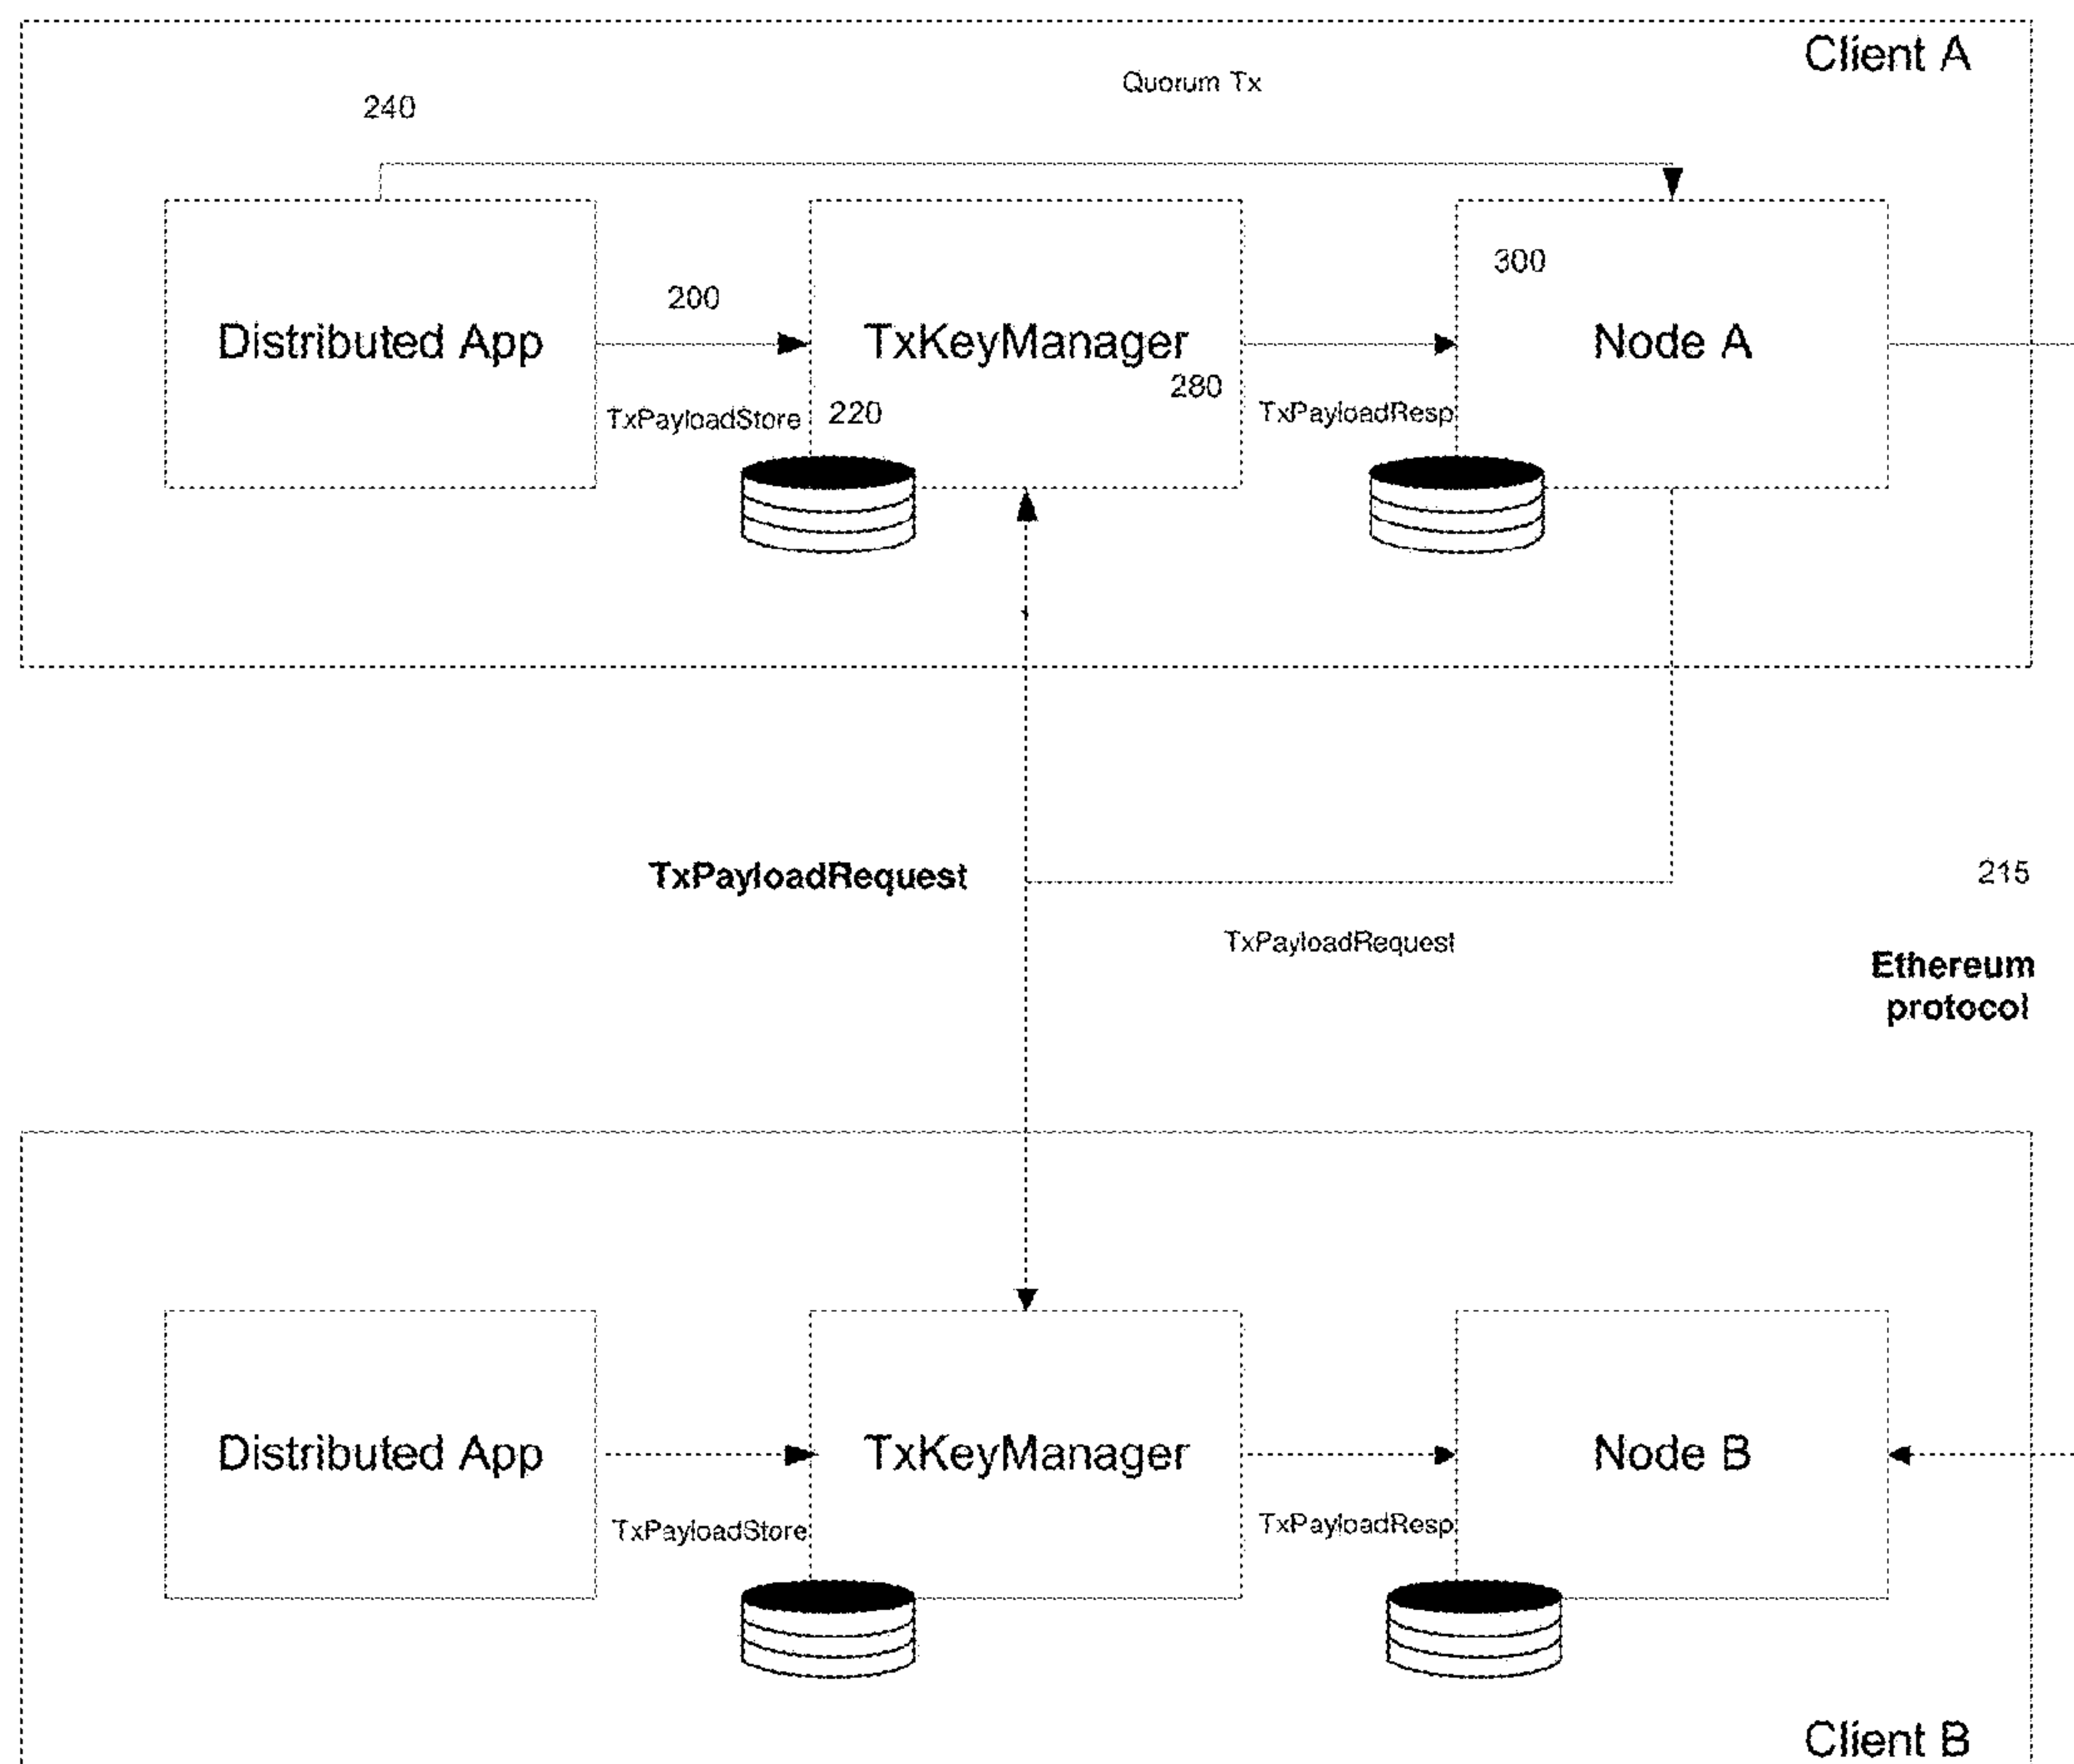 Client A
Quorum Tx
240
200
300
Distributed App
TxKeyManager
Node A
280
TxPayloadStore
220
TxPayloadResp
TxPayloadRequest
215
TxPayloadRequest
Ethereum
protocol
Distributed App
TxKeyManager
Node B
TxPayloadStore
TxPayloadResp
Client B